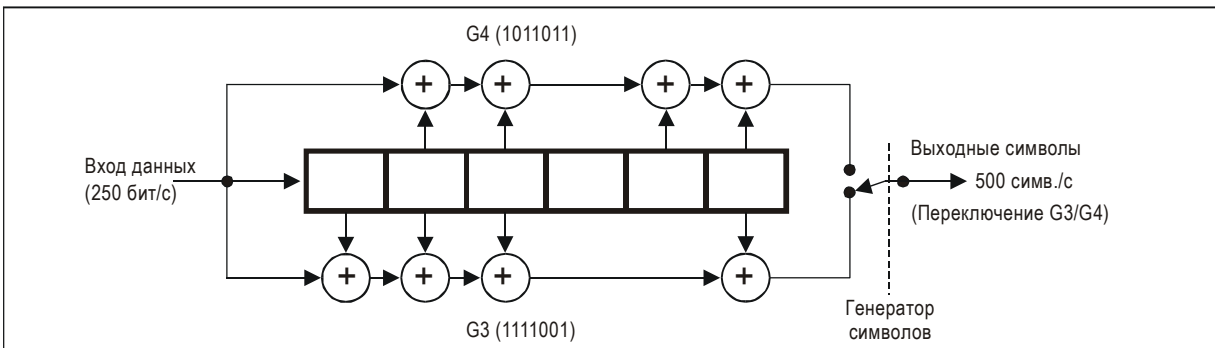 G4 (1011011)
+ + + +
Вход данных
(250 бит/с)
Выходные символы
500 симв./с
(Переключение G3/G4)
+ + + +
G3 (1111001)
Генератор
символов